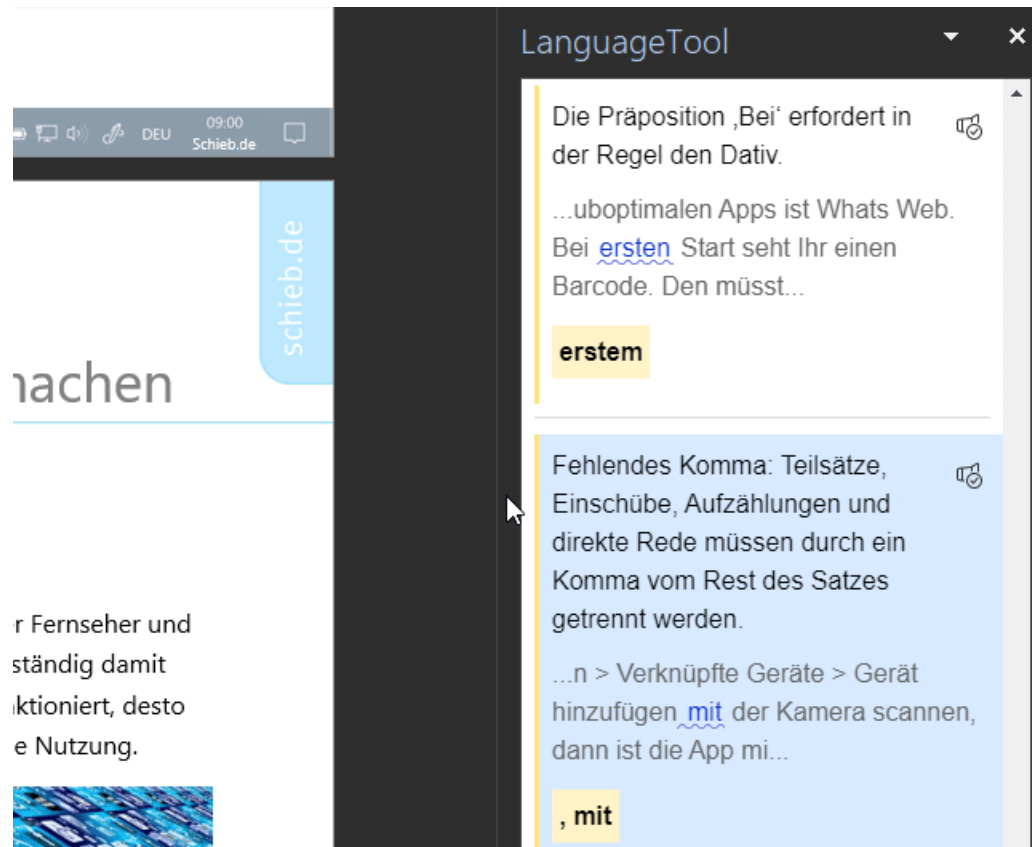 LanguageTool
DEU
09:00
Schieb.de
schieb.de
nachen
r Fernseher und
ständig damit
ktioniert, desto
e Nutzung.
Die Präposition ‚Bei‘ erfordert in
der Regel den Dativ.
...uboptimalen Apps ist Whats Web.
Bei ersten Start seht Ihr einen
Barcode. Den müsst...
erstem
Fehlendes Komma: Teilsätze,
Einschübe, Aufzählungen und
direkte Rede müssen durch ein
Komma vom Rest des Satzes
getrennt werden.
...n > Verknüpfte Geräte > Gerät
hinzufügen mit der Kamera scannen,
dann ist die App mi...
, mit